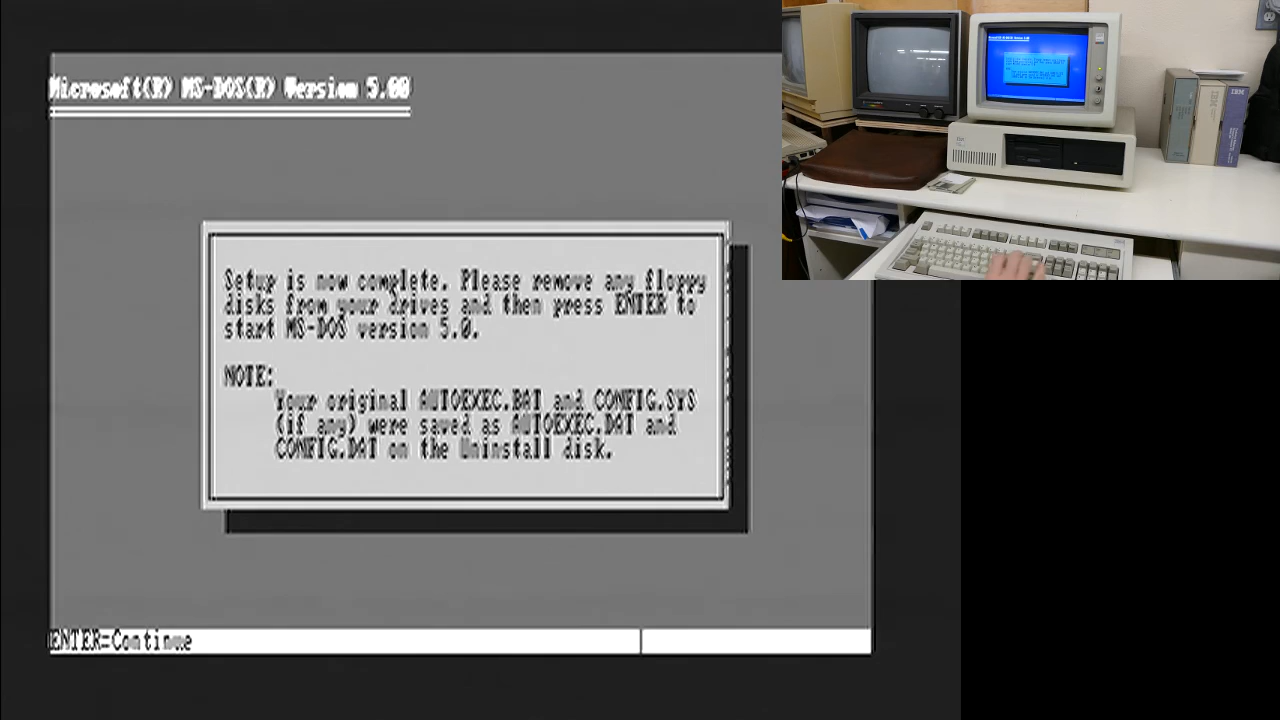 Microsoft(R) MS-DOS(R) Version 5.00
Setup is now complete. Please remove any floppy
disks from your drives and then press ENTER to
start MS-DOS version 5.0.
NOTE:
Your original AUTOEXEC.BAT and CONFIG.SYS
(if any) were saved as AUTOEXEC.DAT and
CONFIG.DAT on the Uninstall disk.
ENTER=Continue
IBM